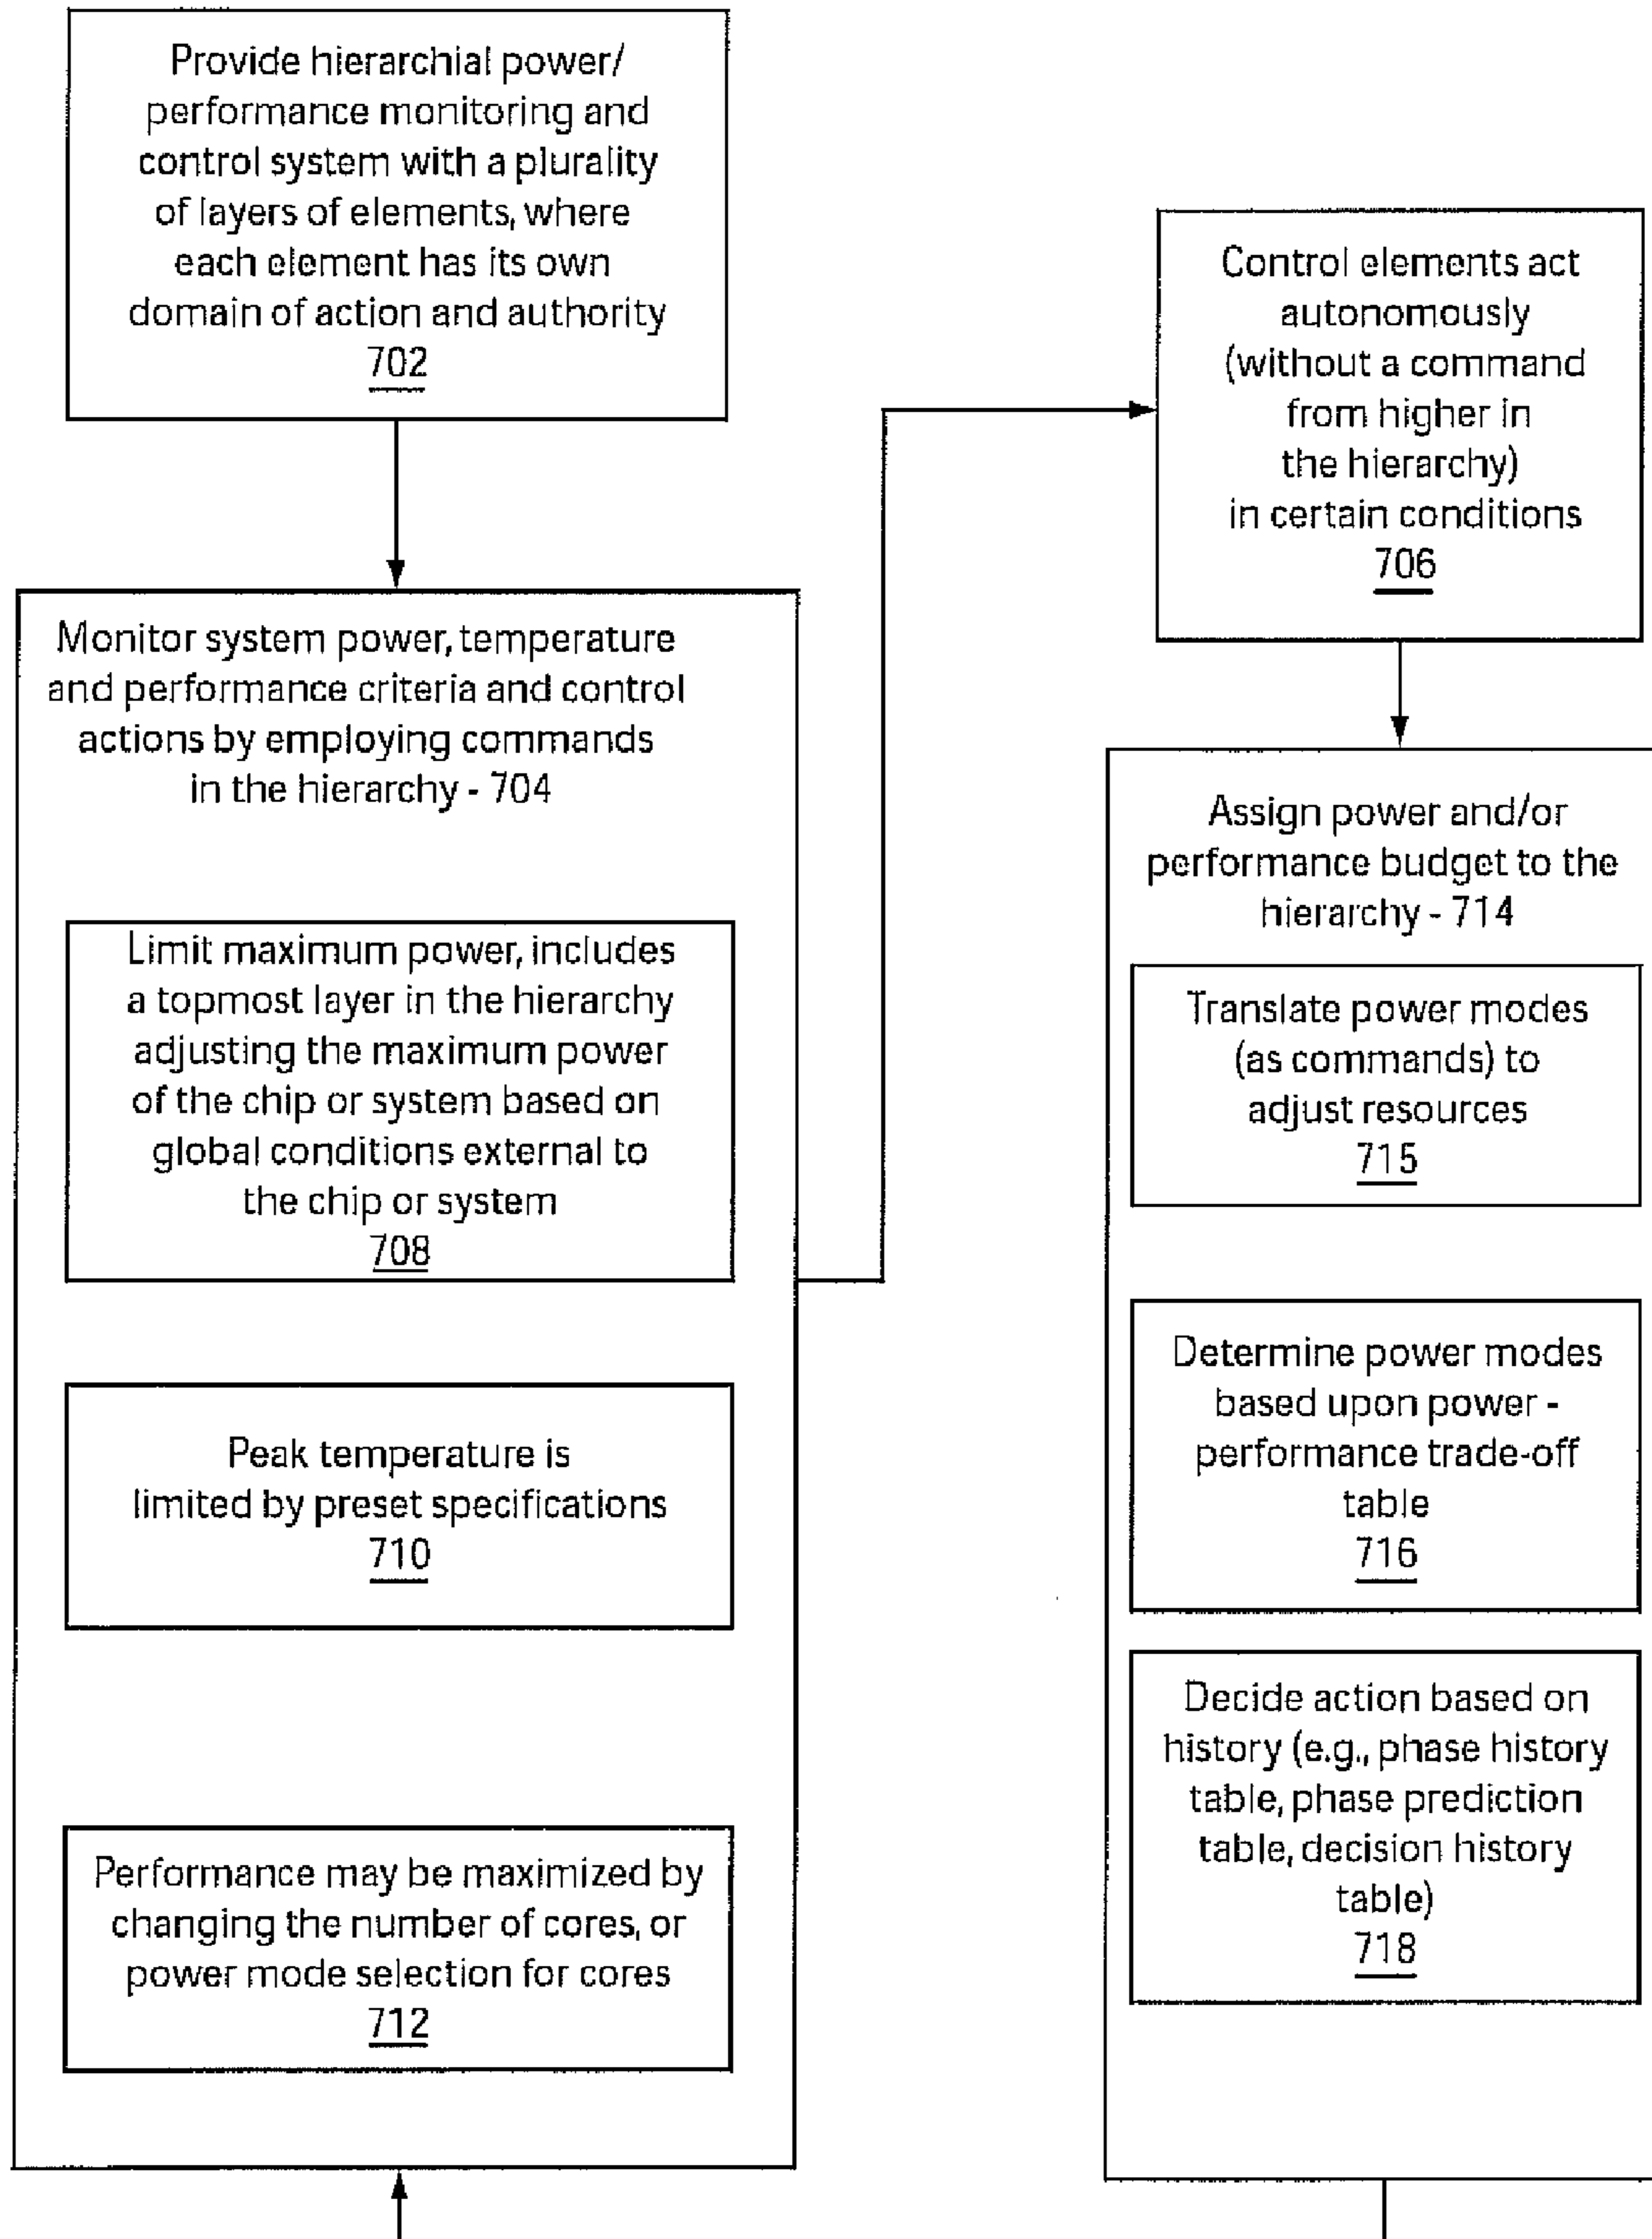 Provide hierarchial power/
performance monitoring and
control system with a plurality
of layers of elements, where
each element has its own
domain of action and authority
702
Monitor system power, temperature
and performance criteria and control
actions by employing commands
in the hierarchy - 704
Limit maximum power, includes
a topmost layer in the hierarchy
adjusting the maximum power
of the chip or system based on
global conditions external to
the chip or system
708
Peak temperature is
limited by preset specifications
710
Performance may be maximized by
changing the number of cores, or
power mode selection for cores
712
Control elements act
autonomously
(without a command
from higher in
the hierarchy)
in certain conditions
706
Assign power and/or
performance budget to the
hierarchy - 714
Translate power modes
(as commands) to
adjust resources
715
Determine power modes
based upon power -
performance trade-off
table
716
Decide action based on
history (e.g., phase history
table, phase prediction
table, decision history
table)
718